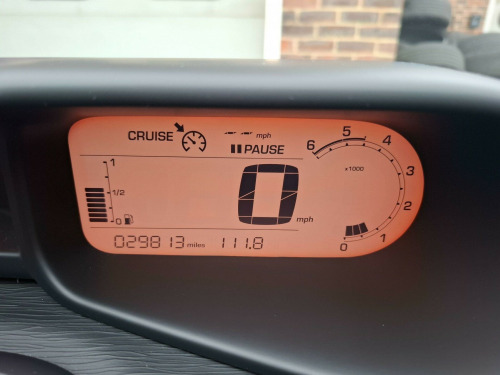 CRUISE -- -- mph
PAUSE
1
1/2
0
0 mph
6 5 4 3 2 1 0
x1000
029813 miles 111.8